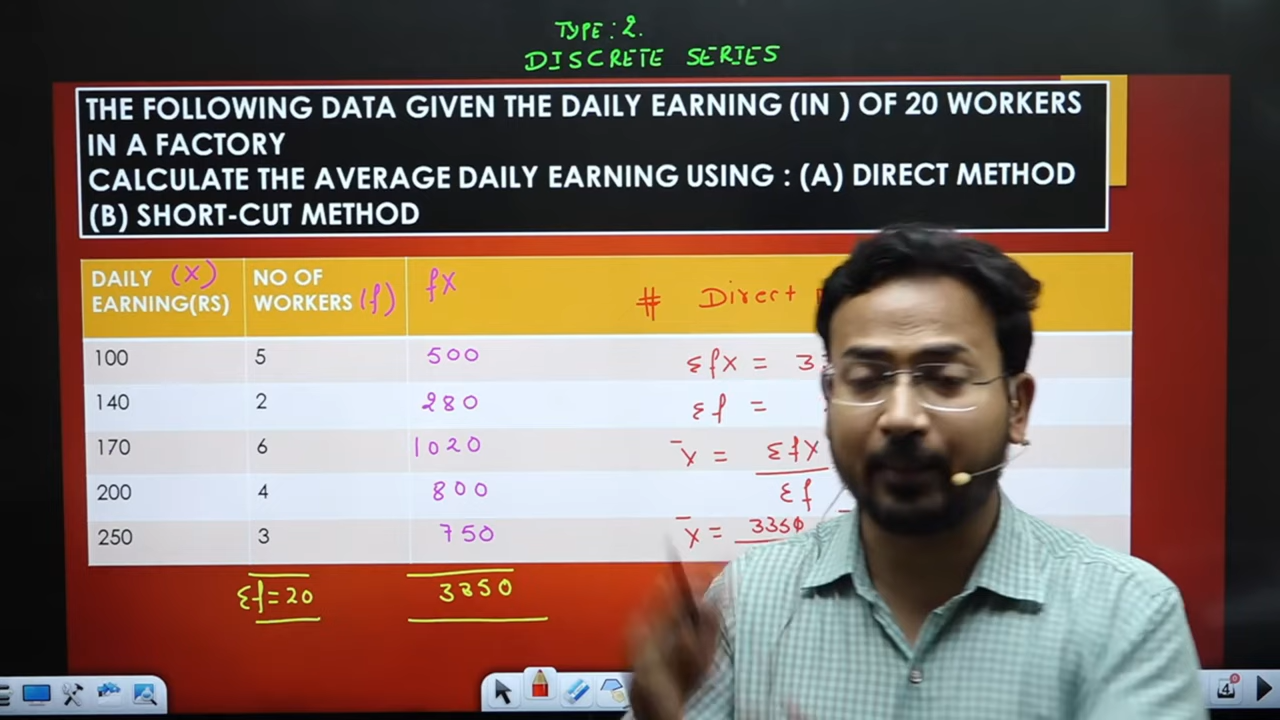 TYPE: 2.
DISCRETE SERIES
THE FOLLOWING DATA GIVEN THE DAILY EARNING (IN ) OF 20 WORKERS
IN A FACTORY
CALCULATE THE AVERAGE DAILY EARNING USING : (A) DIRECT METHOD
(B) SHORT-CUT METHOD
DAILY (X) EARNING(RS) NO OF WORKERS (f) fX
# Direct
100 5 500
Σfx = 3
140 2 280
Σf =
170 6 1020
x̄ = ΣfX
Σf
200 4 800
250 3 750
x̄ = 3350
Σf=20 3350
4